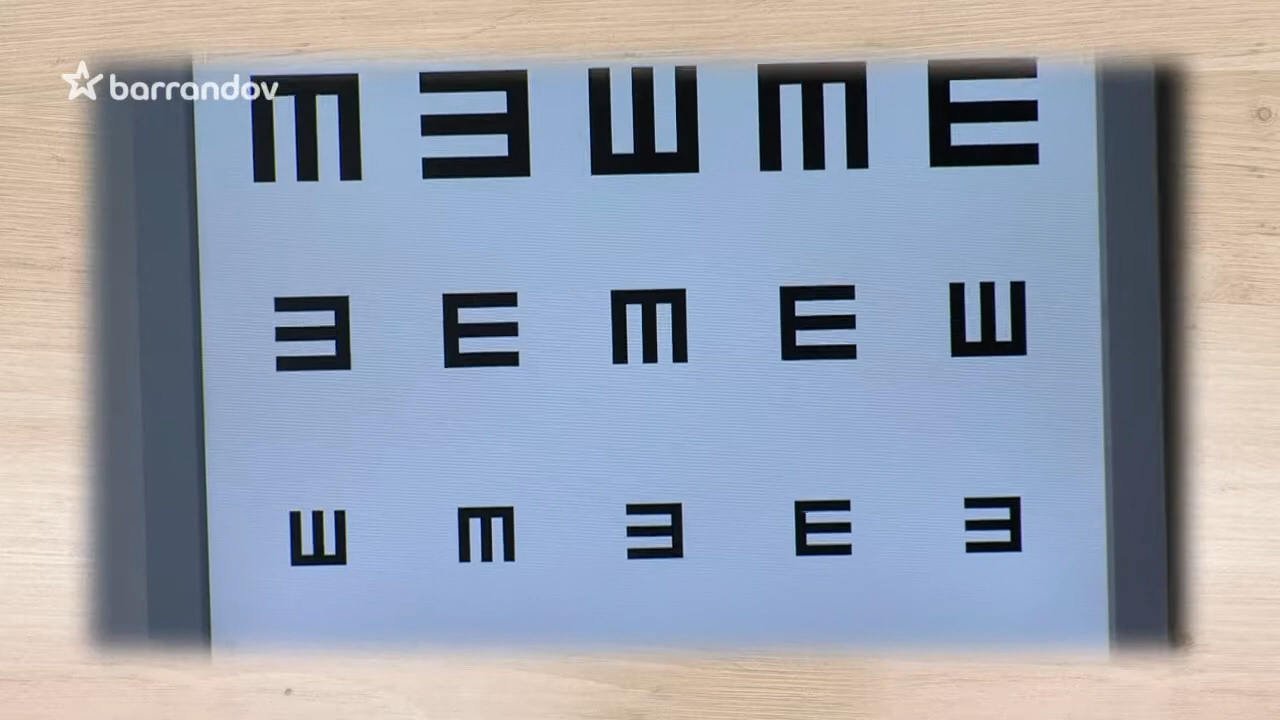 barrandov
m ᴟ ш m E
ᴟ E m E ш
ш m ᴟ E ᴟ